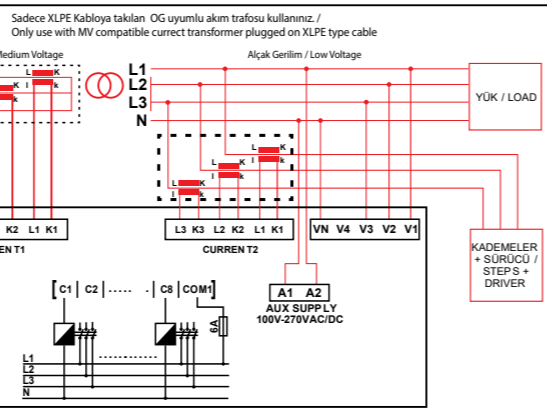 Sadece XLPE Kabloya takılan OG uyumlu akım trafosu kullanınız. /
Only use with MV compatible currect transformer plugged on XLPE type cable
Medium Voltage
Alçak Gerilim / Low Voltage
L K
K l k
k
L1
L2
L3
N
YÜK / LOAD
L K
l k
L K
l k
L K
l k
K2 L1 K1
L3 K3 L2 K2 L1 K1
VN V4 V3 V2 V1
EN T1
CURREN T2
KADEMELER
+ SÜRÜCÜ /
STEPS +
DRIVER
A1 A2
AUX SUPPLY
100V-270VAC/DC
[ C1 | C2 | ...... . | C8 | COM1]
6A
L1
L2
L3
N